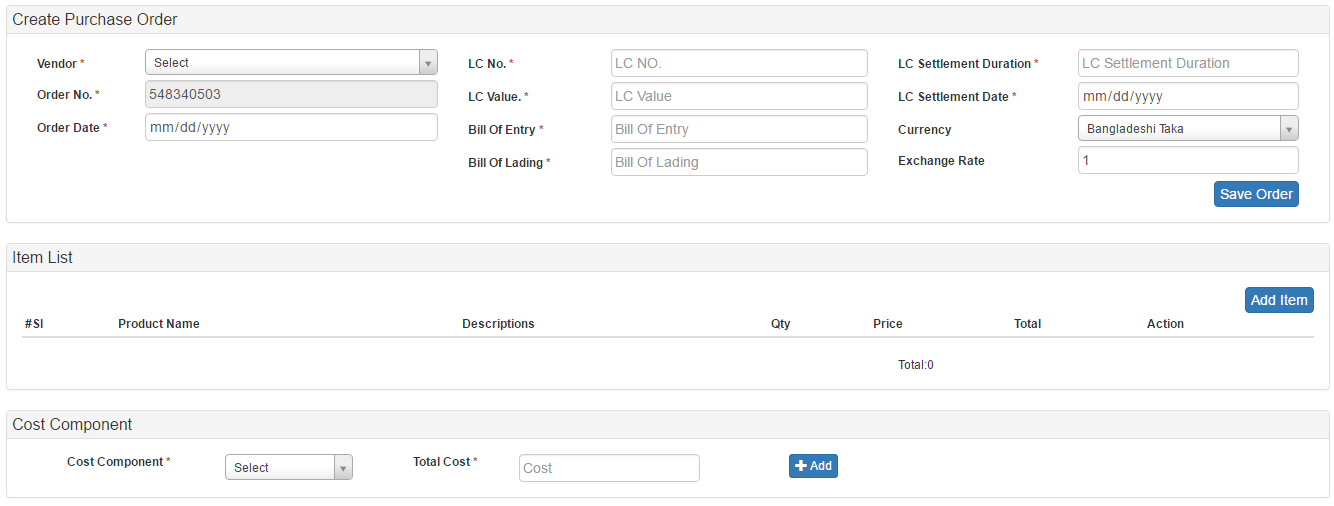 Create Purchase Order
Vendor * Select LC No. * LC NO. LC Settlement Duration * LC Settlement Duration
Order No. * 548340503 LC Value. * LC Value LC Settlement Date * mm/dd/yyyy
Order Date * mm/dd/yyyy Bill Of Entry * Bill Of Entry Currency Bangladeshi Taka
Bill Of Lading * Bill Of Lading Exchange Rate 1
Save Order
Item List
Add Item
#Sl Product Name Descriptions Qty Price Total Action
Total:0
Cost Component
Cost Component * Select Total Cost * Cost + Add